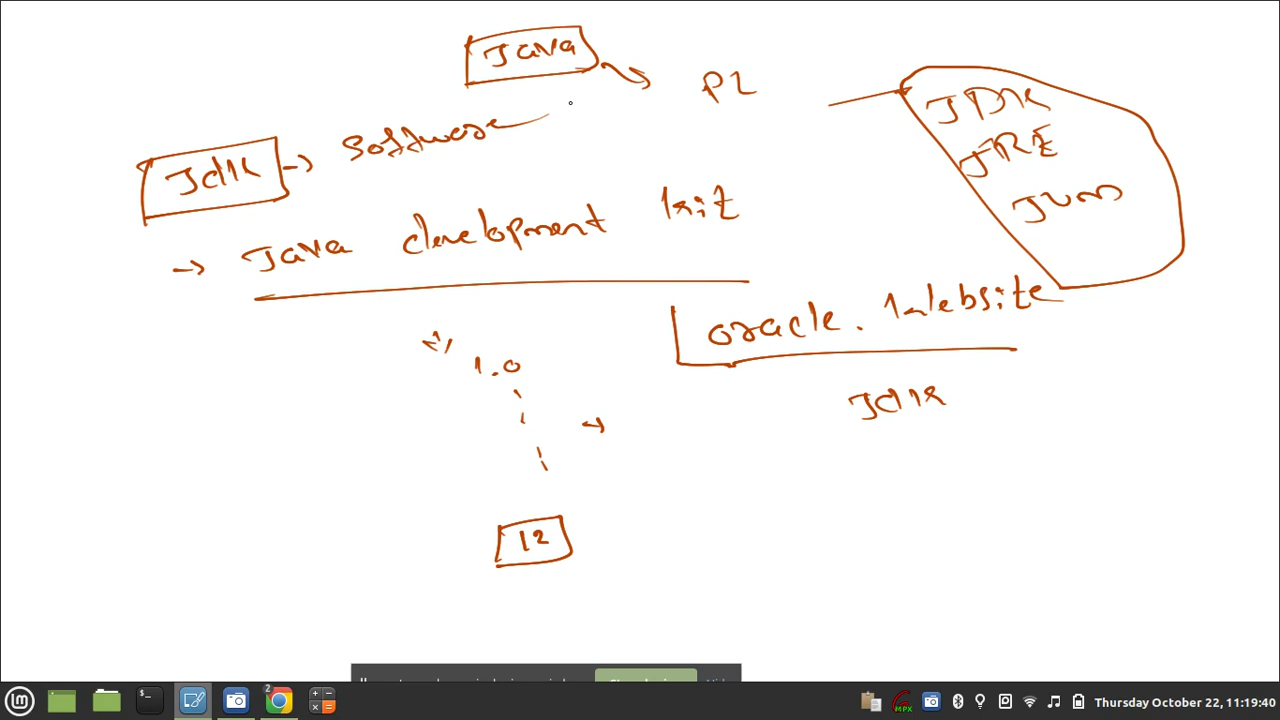 Java
PL
JDK
JRE
JVM
Jdk → Software
→ Java development kit
oracle. Website
1.0
Jdk
12
Thursday October 22, 11:19:40